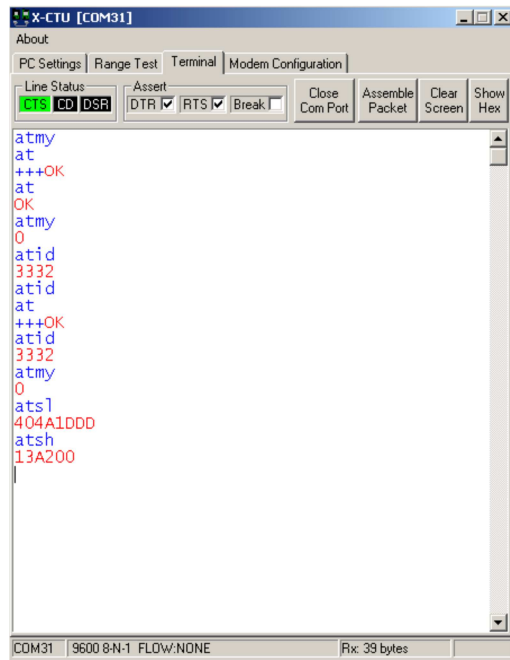 X-CTU [COM31]
About
PC Settings Range Test Terminal Modem Configuration
Line Status Assert
CTS CD DSR DTR RTS Break
Close Com Port
Assemble Packet
Clear Screen
Show Hex
atmy
at
+++OK
at
OK
atmy
0
atid
3332
atid
at
+++OK
atid
3332
atmy
0
atsl
404A1DDD
atsh
13A200
COM31 9600 8-N-1 FLOW:NONE Rx: 39 bytes